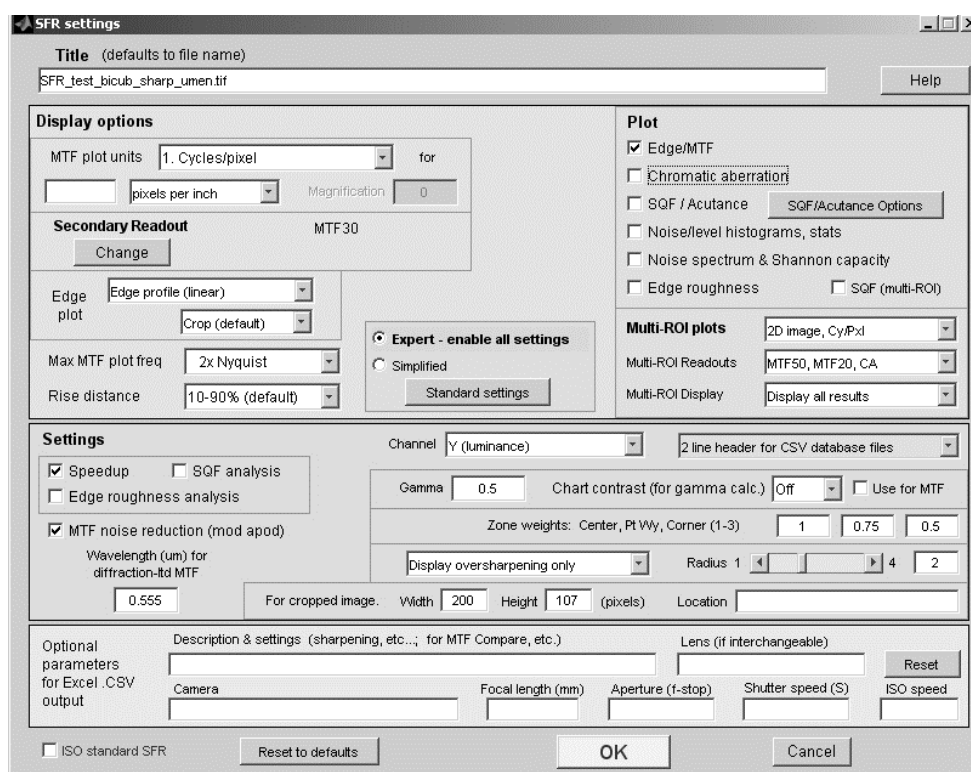 SFR settings
Title (defaults to file name)
SFR_test_bicub_sharp_umen.tif
Help
Display options
MTF plot units 1. Cycles/pixel for
pixels per inch Magnification 0
Secondary Readout MTF30
Change
Edge plot
Edge profile (linear)
Crop (default)
Max MTF plot freq 2x Nyquist
Rise distance 10-90% (default)
Expert - enable all settings
Simplified
Standard settings
Plot
Edge/MTF
Chromatic aberration
SQF / Acutance SQF/Acutance Options
Noise/level histograms, stats
Noise spectrum & Shannon capacity
Edge roughness SQF (multi-ROI)
Multi-ROI plots 2D image, Cy/Pxl
Multi-ROI Readouts MTF50, MTF20, CA
Multi-ROI Display Display all results
Settings
Speedup SQF analysis
Edge roughness analysis
MTF noise reduction (mod apod)
Wavelength (um) for
diffraction-ltd MTF
0.555
Channel Y (luminance) 2 line header for CSV database files
Gamma 0.5 Chart contrast (for gamma calc.) Off Use for MTF
Zone weights: Center, Pt Wy, Corner (1-3) 1 0.75 0.5
Display oversharpening only Radius 1 4 2
For cropped image. Width 200 Height 107 (pixels) Location
Optional
parameters
for Excel .CSV
output
Description & settings (sharpening, etc...; for MTF Compare, etc.) Lens (if interchangeable)
Reset
Camera Focal length (mm) Aperture (f-stop) Shutter speed (S) ISO speed
ISO standard SFR Reset to defaults OK Cancel